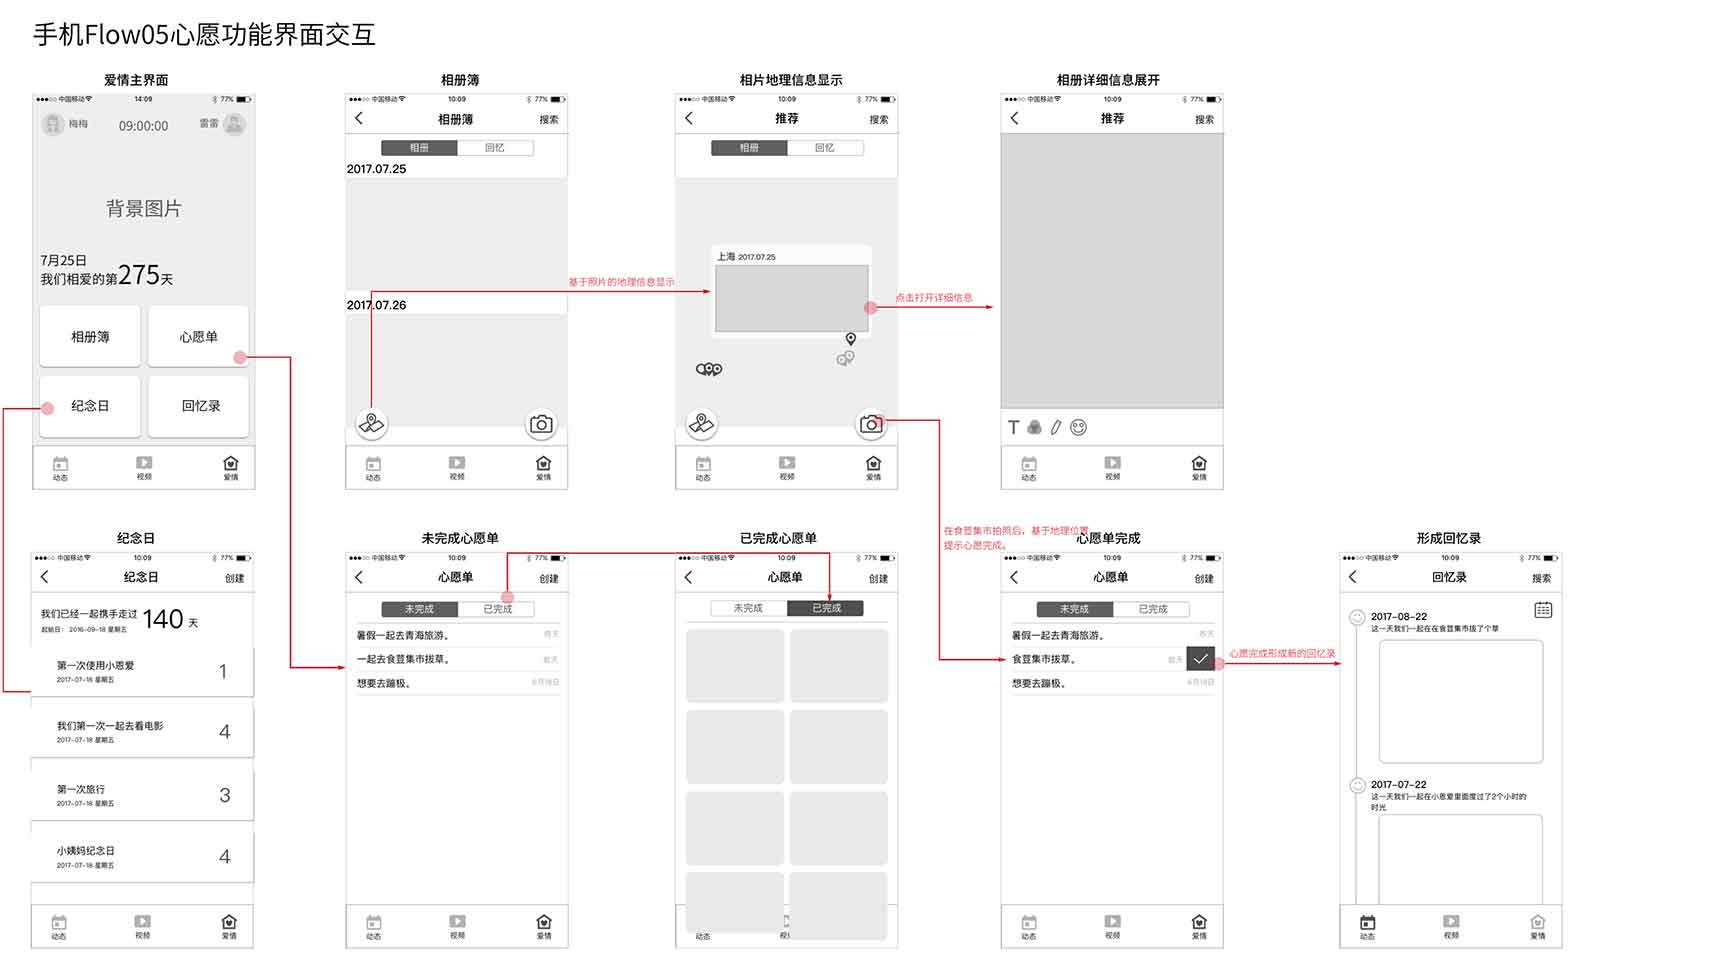 手机Flow05心愿功能界面交互
爱情主界面
中国移动
14:09
77%
梅梅
09:00:00
雷雷
背景图片
7月25日
我们相爱的第275天
相册簿
心愿单
纪念日
回忆录
动态
视频
爱情
相册簿
中国移动
10:09
77%
相册簿
搜索
相册
回忆
2017.07.25
2017.07.26
动态
视频
爱情
基于照片的地理信息显示
相片地理信息显示
中国移动
10:09
77%
推荐
搜索
相册
回忆
上海 2017.07.25
动态
视频
爱情
点击打开详细信息
相册详细信息展开
中国移动
10:09
77%
推荐
搜索
T
动态
视频
爱情
纪念日
中国移动
10:09
77%
纪念日
创建
我们已经一起携手走过 140 天
起始日： 2016-09-18 星期五
第一次使用小恩爱
2017-07-18 星期五
1
我们第一次一起去看电影
2017-07-18 星期五
4
第一次旅行
2017-07-18 星期五
3
小姨妈纪念日
2017-07-18 星期五
4
动态
视频
爱情
未完成心愿单
中国移动
10:09
77%
心愿单
创建
未完成
已完成
暑假一起去青海旅游。
昨天
一起去食荳集市拔草。
前天
想要去蹦极。
6月18日
动态
视频
爱情
已完成心愿单
中国移动
10:09
77%
心愿单
创建
未完成
已完成
动态
爱情
在食荳集市拍照后，基于地理位置
提示心愿完成。
心愿单完成
中国移动
10:09
77%
心愿单
创建
未完成
已完成
暑假一起去青海旅游。
昨天
食荳集市拔草。
前天
想要去蹦极。
6月18日
动态
视频
爱情
心愿完成形成新的回忆录
形成回忆录
中国移动
10:09
77%
回忆录
搜索
2017-08-22
这一天我们一起在在食荳集市拔了个草
2017-07-22
这一天我们一起在小恩爱里面度过了2个小时的
时光
动态
视频
爱情